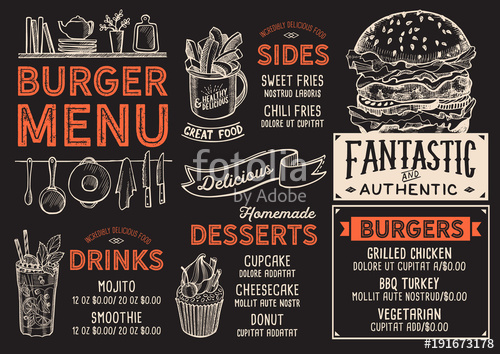 BURGER
MENU
INCREDIBLY DELICIOUS FOOD
DRINKS
MOJITO
12 OZ $0.00/ 20 OZ $0.00
SMOOTHIE
12 OZ $0.00/ 20 OZ $0.00
& HEALTHY
DELICIOUS
GREAT FOOD
INCREDIBLY DELICIOUS FOOD
SIDES
SWEET FRIES
NOSTRUD LABORIS
CHILI FRIES
DOLORE UT CUPITAT
Delicious
Homemade
DESSERTS
INCREDIBLY DELICIOUS FOOD
CUPCAKE
DOLORE ADDATAT
CHEESECAKE
MOLLIT AUTE NOSTR
DONUT
CUPITAT ADDATAT
FANTASTIC
AND
AUTHENTIC
BURGERS
GRILLED CHICKEN
DOLORE UT CUPITAT A/$0.00
BBQ TURKEY
MOLLIT AUTE NOSTRUD/$0.00
VEGETARIAN
CUPITAT ADD/$0.00
fotolia
by Adobe
#191673178